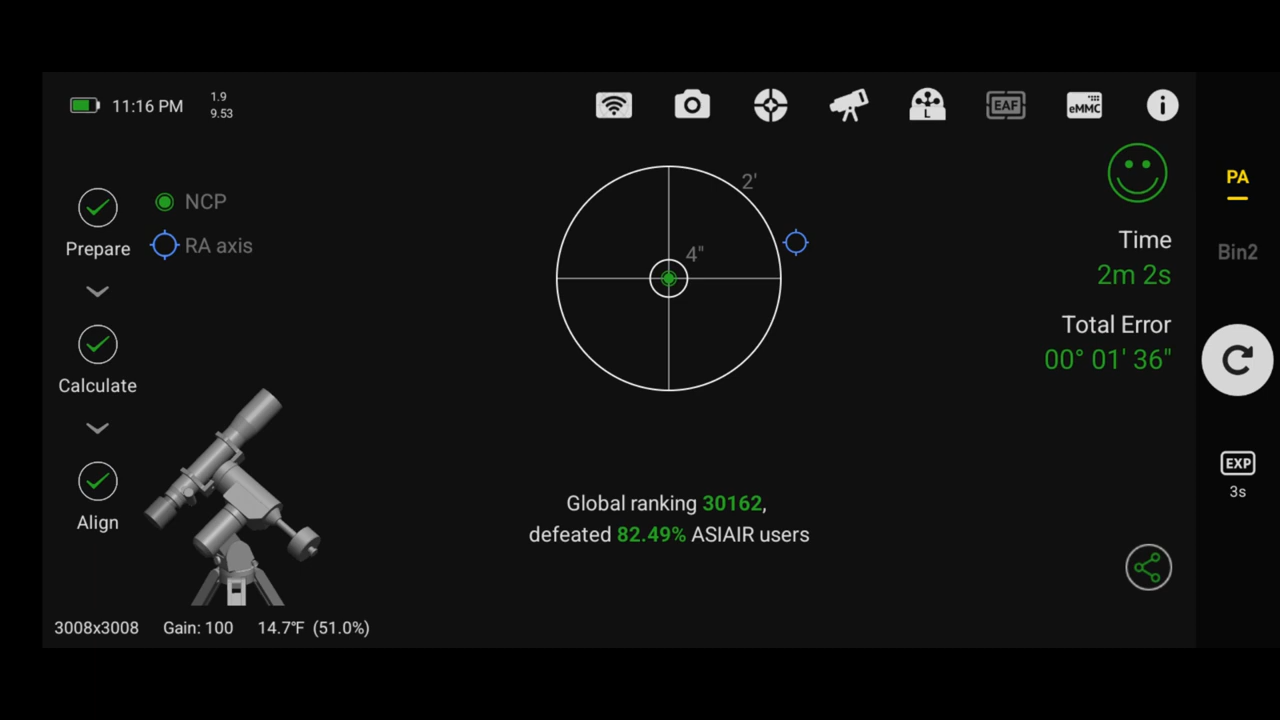 11:16 PM
1.9
9.53
L
EAF
eMMC
i
PA
Bin2
EXP
3s
Prepare
Calculate
Align
NCP
RA axis
2'
4"
Time
2m 2s
Total Error
00° 01' 36"
Global ranking 30162,
defeated 82.49% ASIAIR users
3008x3008 Gain: 100 14.7°F (51.0%)